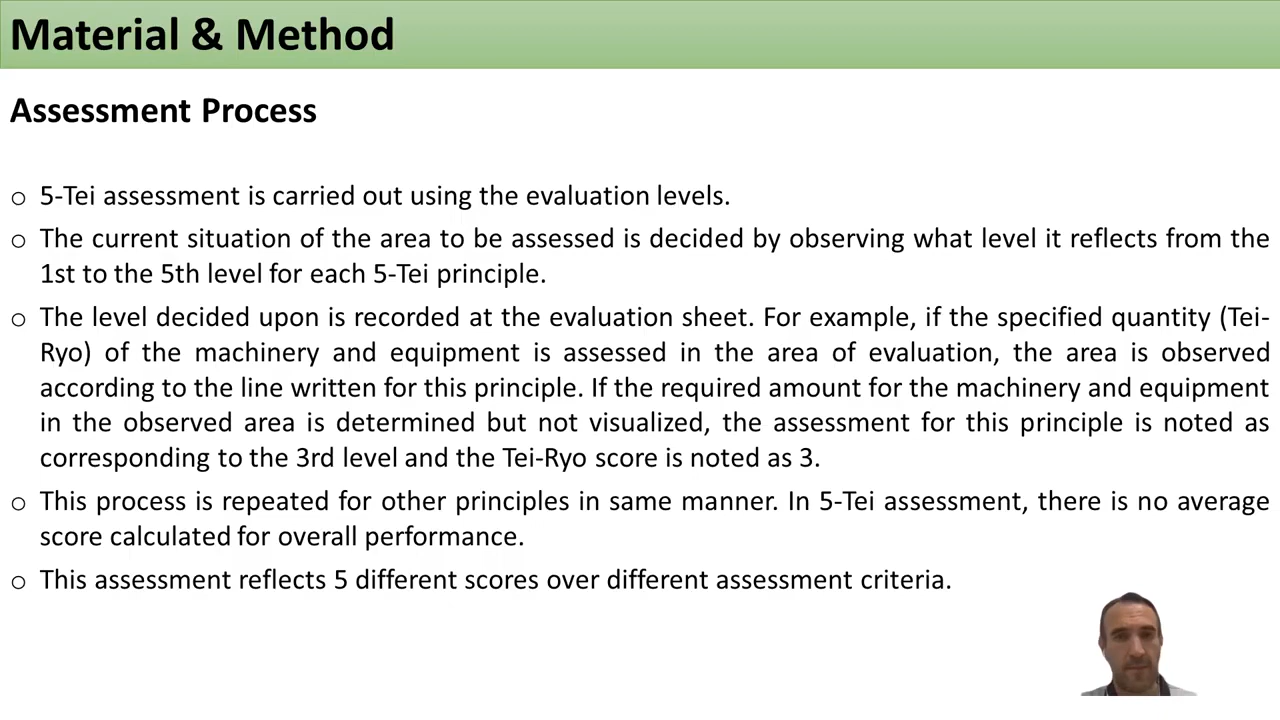 Material & Method
Assessment Process
o 5-Tei assessment is carried out using the evaluation levels.
o The current situation of the area to be assessed is decided by observing what level it reflects from the
1st to the 5th level for each 5-Tei principle.
o The level decided upon is recorded at the evaluation sheet. For example, if the specified quantity (Tei-
Ryo) of the machinery and equipment is assessed in the area of evaluation, the area is observed
according to the line written for this principle. If the required amount for the machinery and equipment
in the observed area is determined but not visualized, the assessment for this principle is noted as
corresponding to the 3rd level and the Tei-Ryo score is noted as 3.
o This process is repeated for other principles in same manner. In 5-Tei assessment, there is no average
score calculated for overall performance.
o This assessment reflects 5 different scores over different assessment criteria.